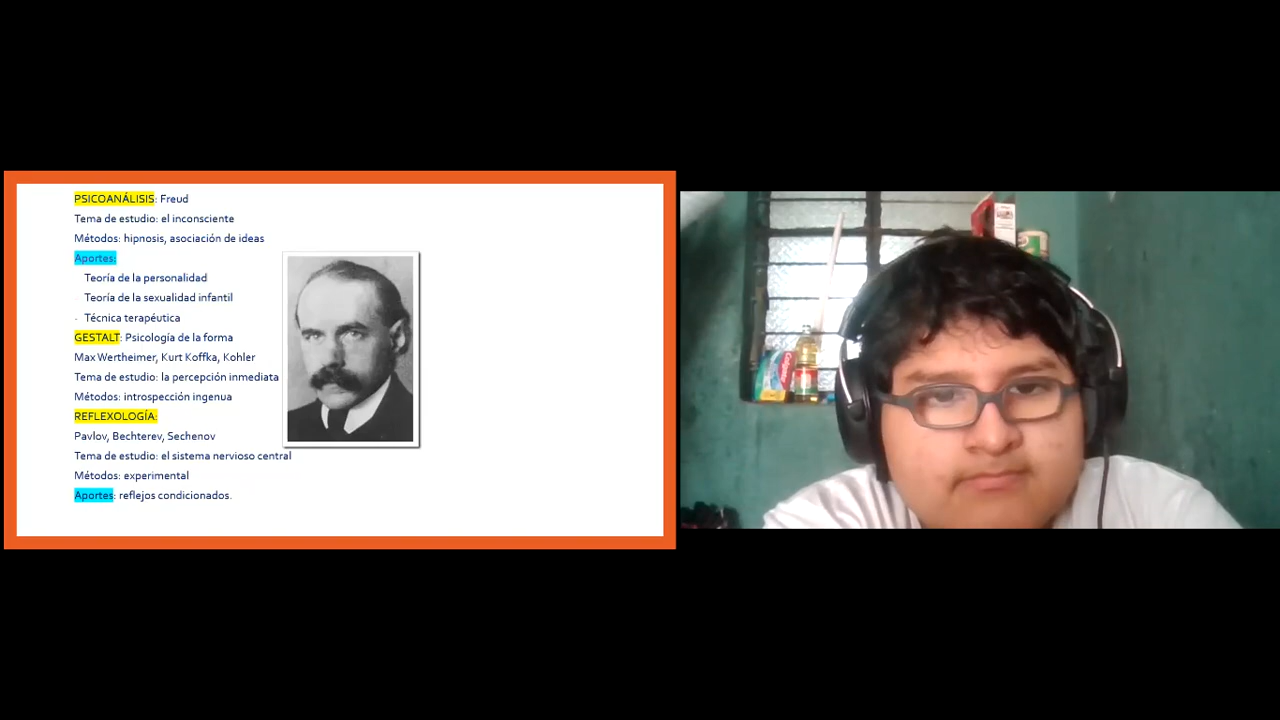 PSICOANÁLISIS: Freud
Tema de estudio: el inconsciente
Métodos: hipnosis, asociación de ideas
Aportes:
Teoría de la personalidad
- Teoría de la sexualidad infantil
- Técnica terapéutica
GESTALT: Psicología de la forma
Max Wertheimer, Kurt Koffka, Kohler
Tema de estudio: la percepción inmediata
Métodos: introspección ingenua
REFLEXOLOGÍA:
Pavlov, Bechterev, Sechenov
Tema de estudio: el sistema nervioso central
Métodos: experimental
Aportes: reflejos condicionados.
Colgate